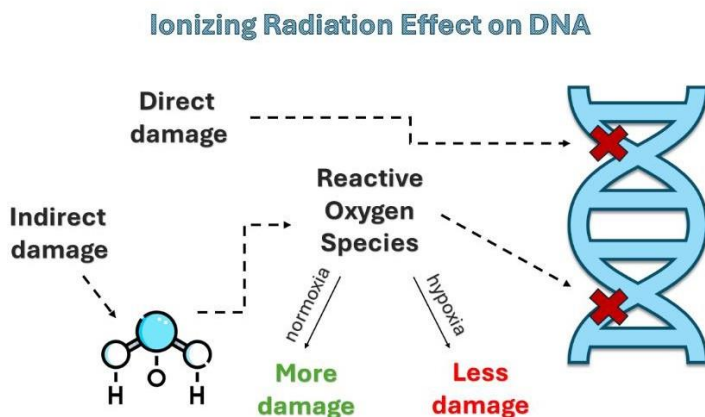 Ionizing Radiation Effect on DNA
Direct
damage
Reactive
Oxygen
Species
Indirect
damage
normoxia
hypoxia
H
O
H
More
damage
Less
damage